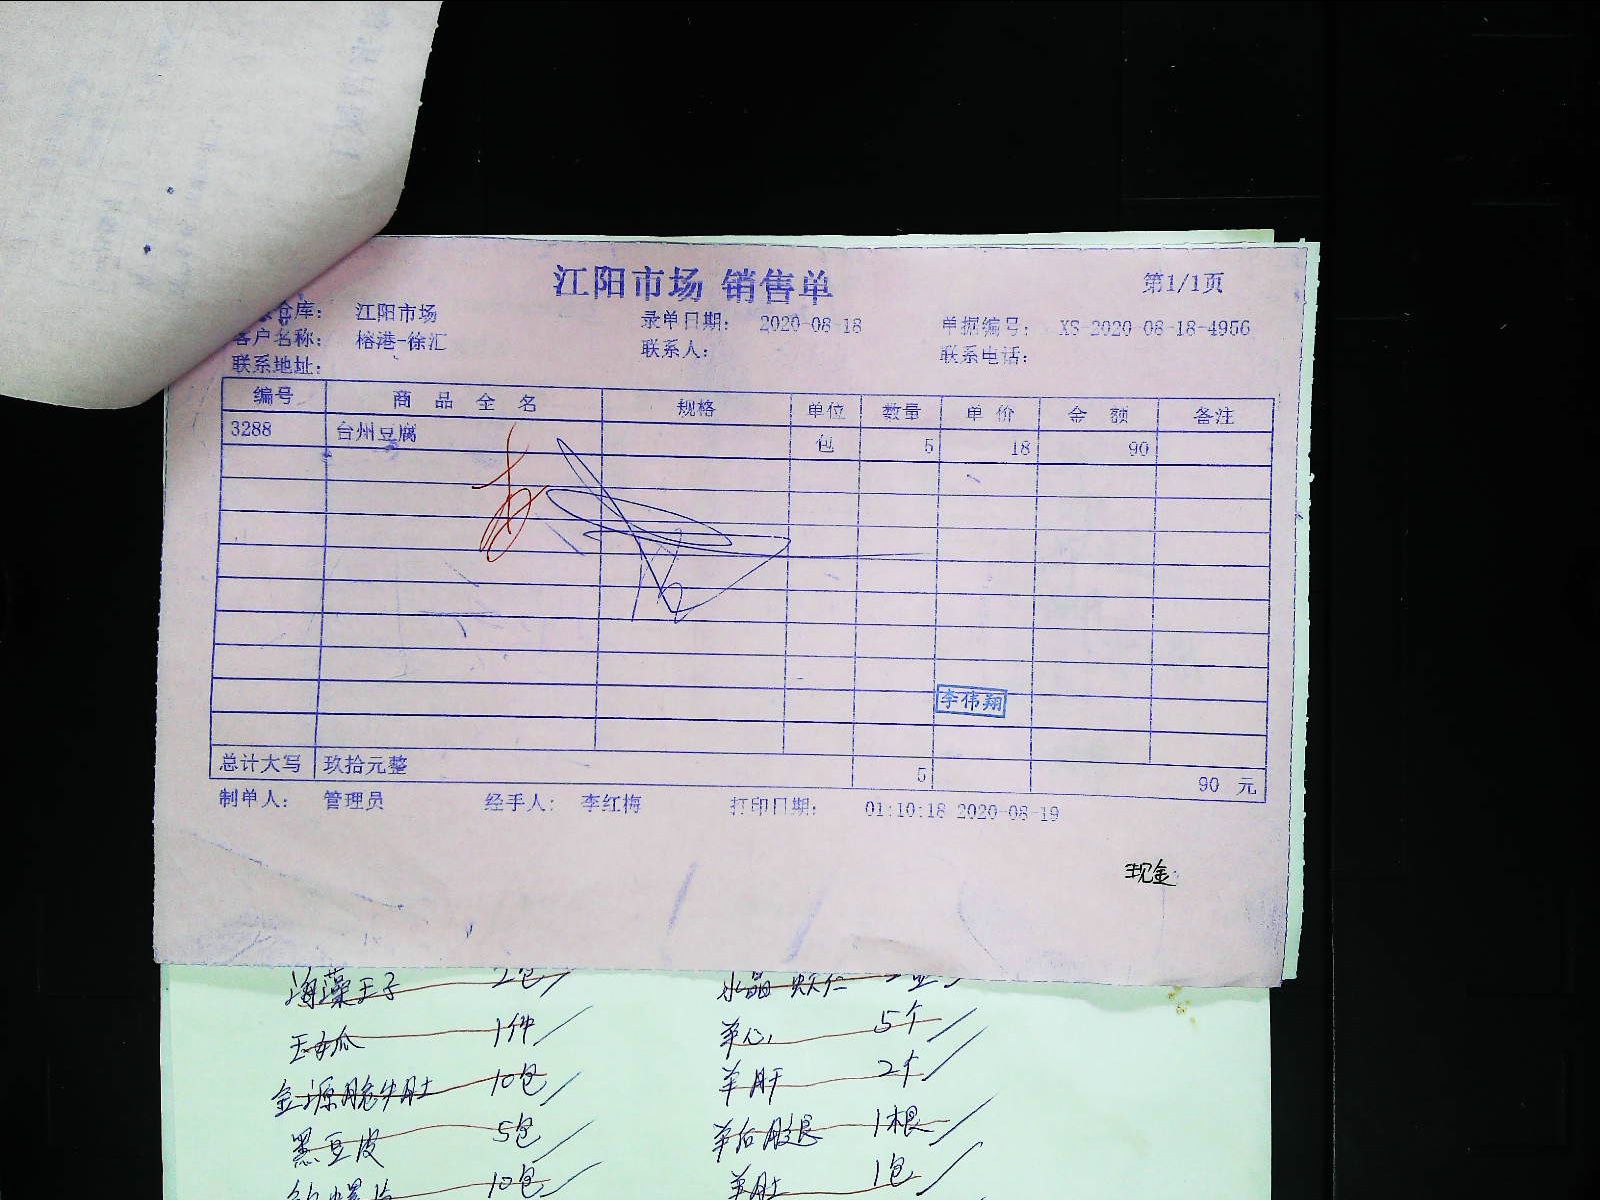 江阳市场 销售单
第1/1页
仓库： 江阳市场
录单日期： 2020-08-18
单据编号： XS-2020-08-18-4956
客户名称： 榕港-徐汇
联系人：
联系电话：
联系地址：
编号 商品全名 规格 单位 数量 单价 金额 备注
3288 台州豆腐 包 5 18 90
李伟翔
总计大写 玖拾元整 5 90 元
制单人： 管理员 经手人： 李红梅 打印日期： 01:10:18 2020-08-19
现金
海藻王子 2包
水晶
玉女瓜 1件
羊心 5个
金源脆牛肚 10包
羊肝 2个
黑豆皮 5包
羊后腿 1根
10包
羊肚 1包